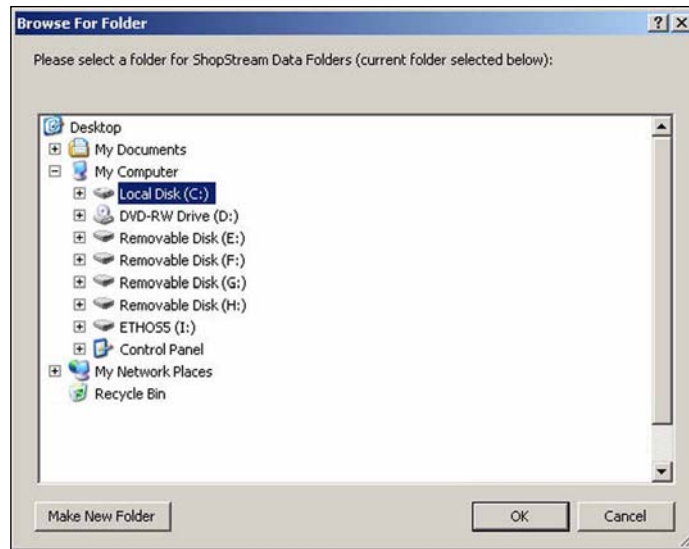 Browse For Folder
Please select a folder for ShopStream Data Folders (current folder selected below):
Desktop
My Documents
My Computer
Local Disk (C:)
DVD-RW Drive (D:)
Removable Disk (E:)
Removable Disk (F:)
Removable Disk (G:)
Removable Disk (H:)
ETHOS5 (I:)
Control Panel
My Network Places
Recycle Bin
Make New Folder
OK
Cancel